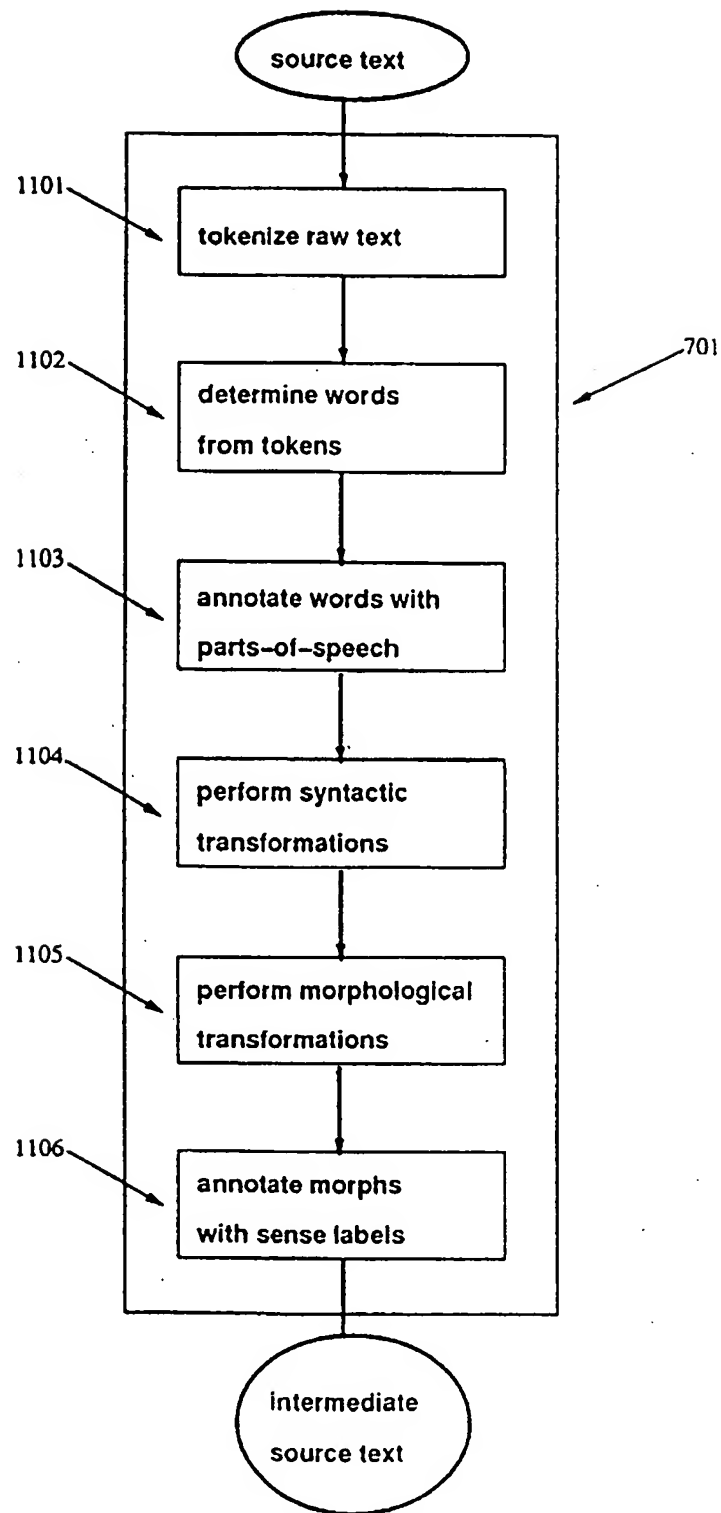 source text
1101
tokenize raw text
701
1102
determine words
from tokens
1103
annotate words with
parts-of-speech
1104
perform syntactic
transformations
1105
perform morphological
transformations
1106
annotate morphs
with sense labels
intermediate
source text